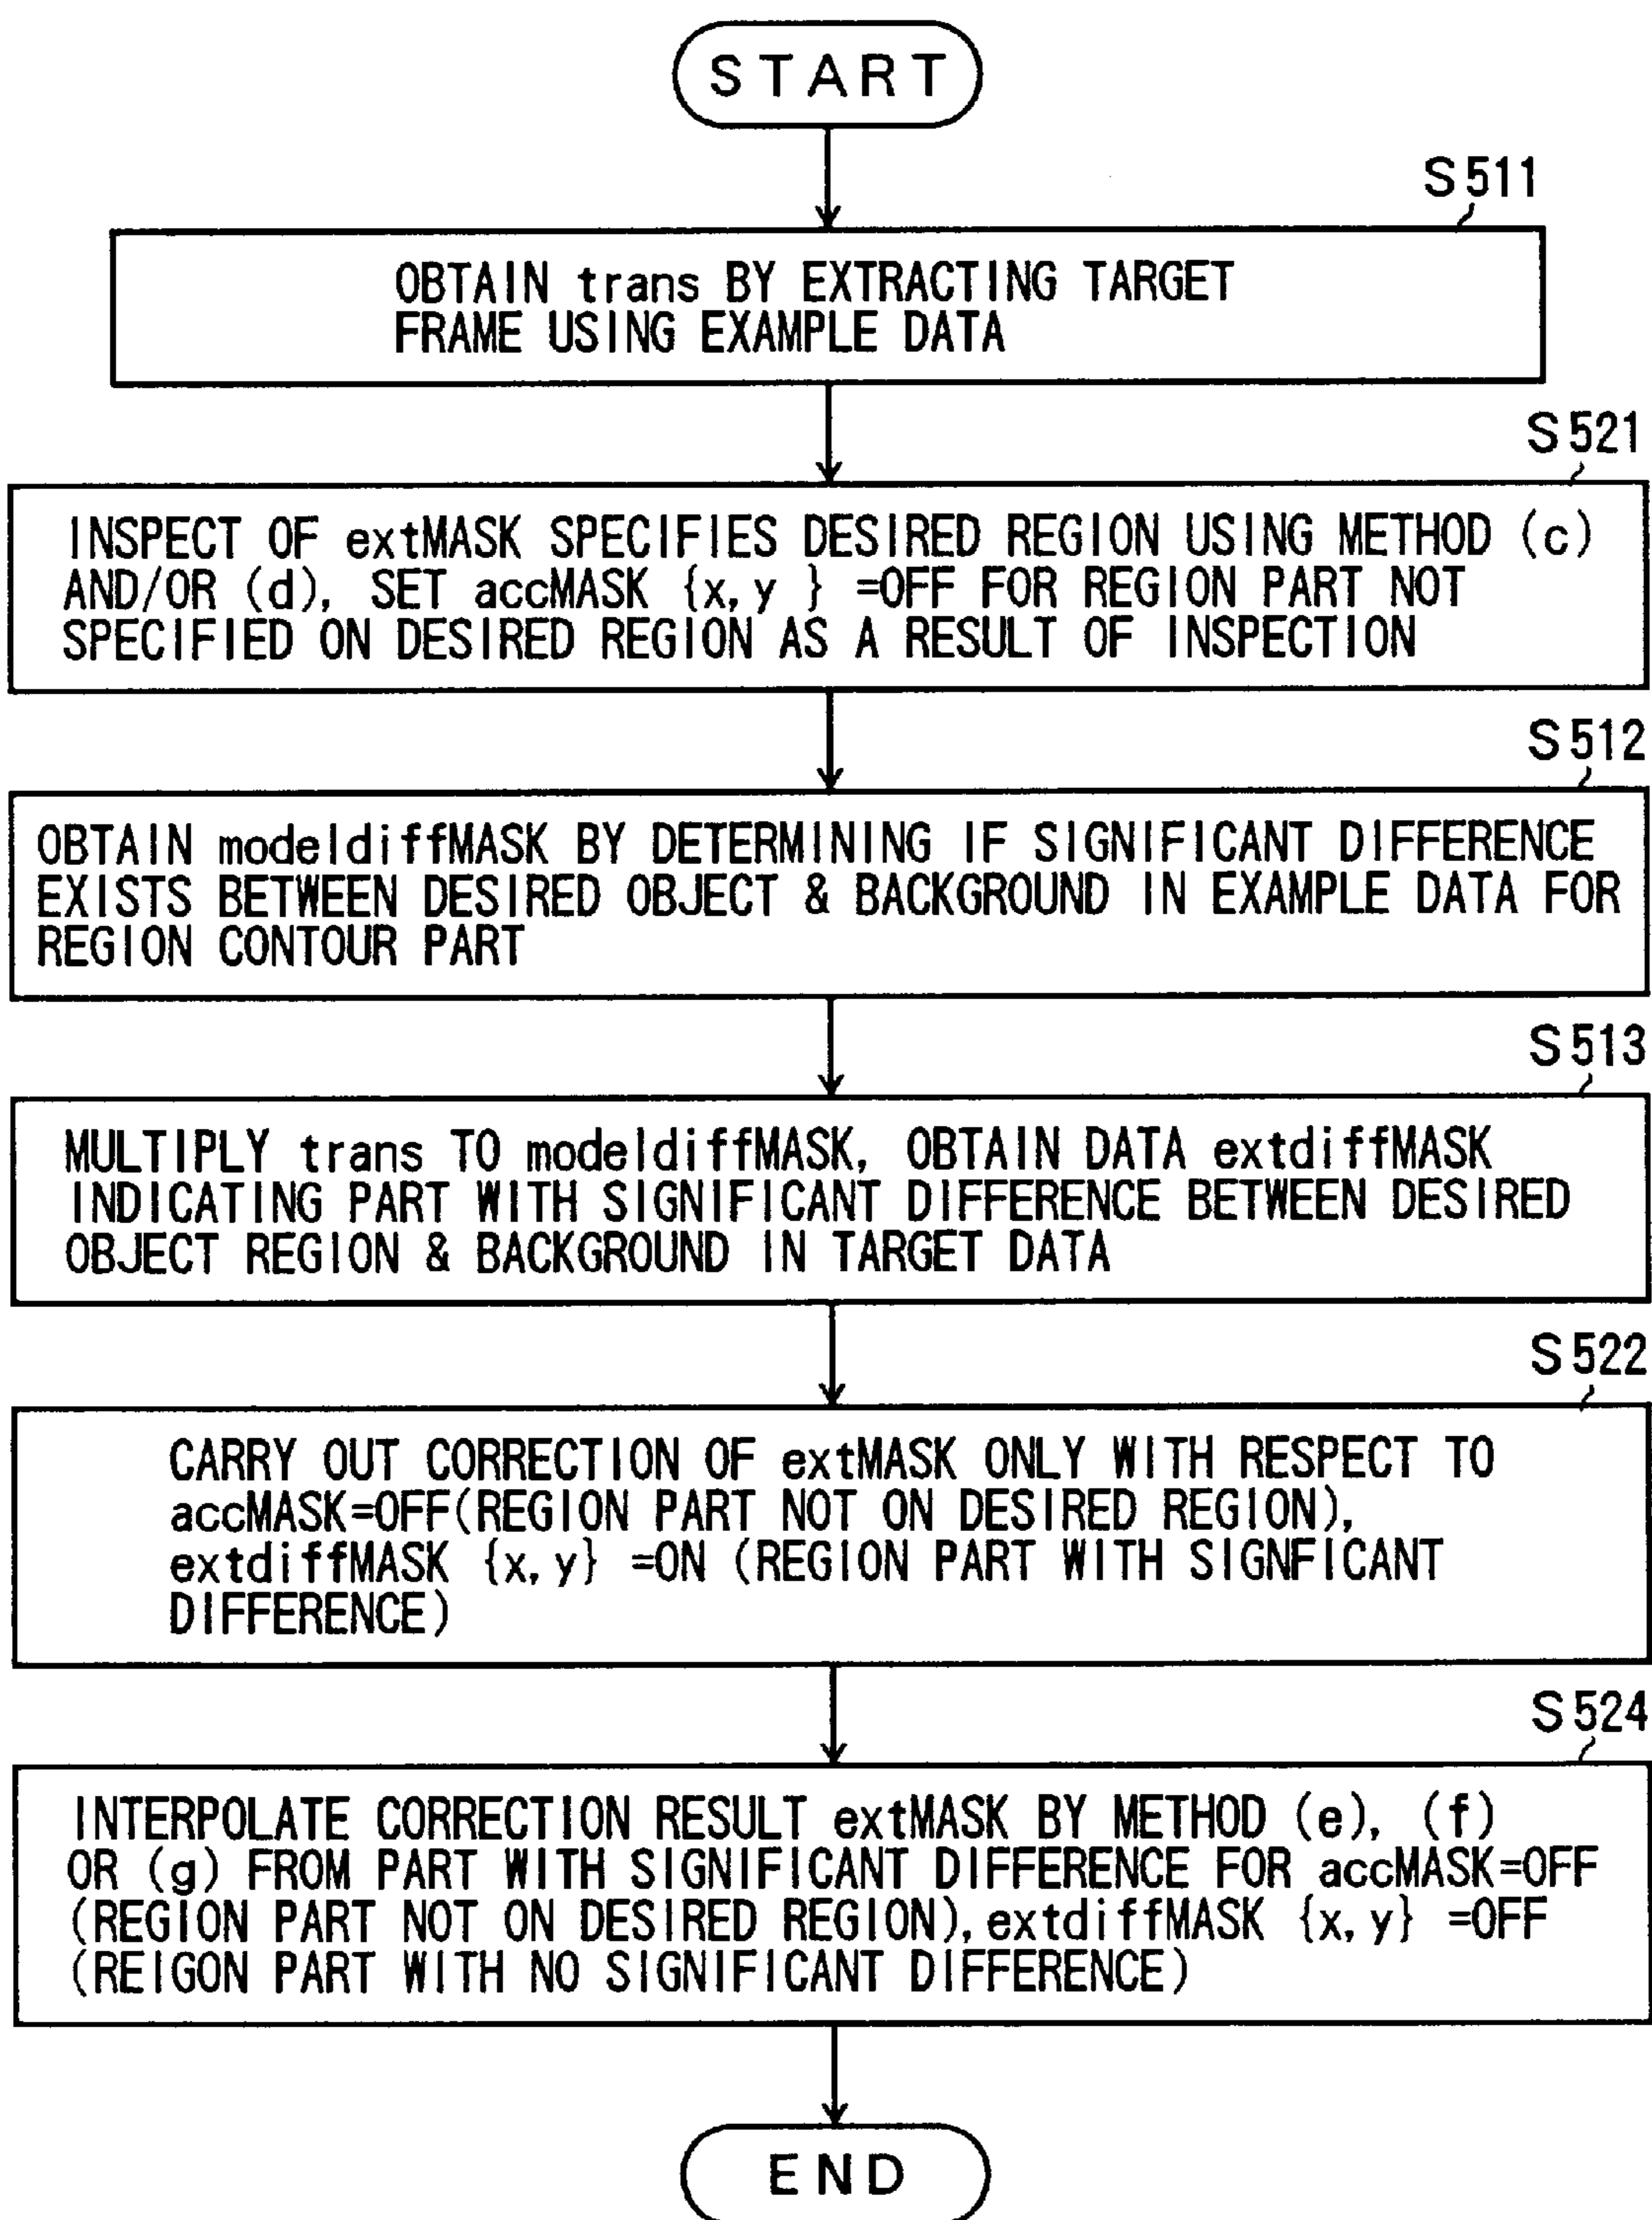 START
S511
OBTAIN trans BY EXTRACTING TARGET
FRAME USING EXAMPLE DATA
S521
INSPECT OF extMASK SPECIFIES DESIRED REGION USING METHOD (c)
AND/OR (d), SET accMASK {x, y } =OFF FOR REGION PART NOT
SPECIFIED ON DESIRED REGION AS A RESULT OF INSPECTION
S512
OBTAIN modeldiffMASK BY DETERMINING IF SIGNIFICANT DIFFERENCE
EXISTS BETWEEN DESIRED OBJECT & BACKGROUND IN EXAMPLE DATA FOR
REGION CONTOUR PART
S513
MULTIPLY trans TO modeldiffMASK, OBTAIN DATA extdiffMASK
INDICATING PART WITH SIGNIFICANT DIFFERENCE BETWEEN DESIRED
OBJECT REGION & BACKGROUND IN TARGET DATA
S522
CARRY OUT CORRECTION OF extMASK ONLY WITH RESPECT TO
accMASK=OFF(REGION PART NOT ON DESIRED REGION),
extdiffMASK {x, y} =ON (REGION PART WITH SIGNFICANT
DIFFERENCE)
S524
INTERPOLATE CORRECTION RESULT extMASK BY METHOD (e), (f)
OR (g) FROM PART WITH SIGNIFICANT DIFFERENCE FOR accMASK=OFF
(REGION PART NOT ON DESIRED REGION), extdiffMASK {x, y} =OFF
(REIGON PART WITH NO SIGNIFICANT DIFFERENCE)
END